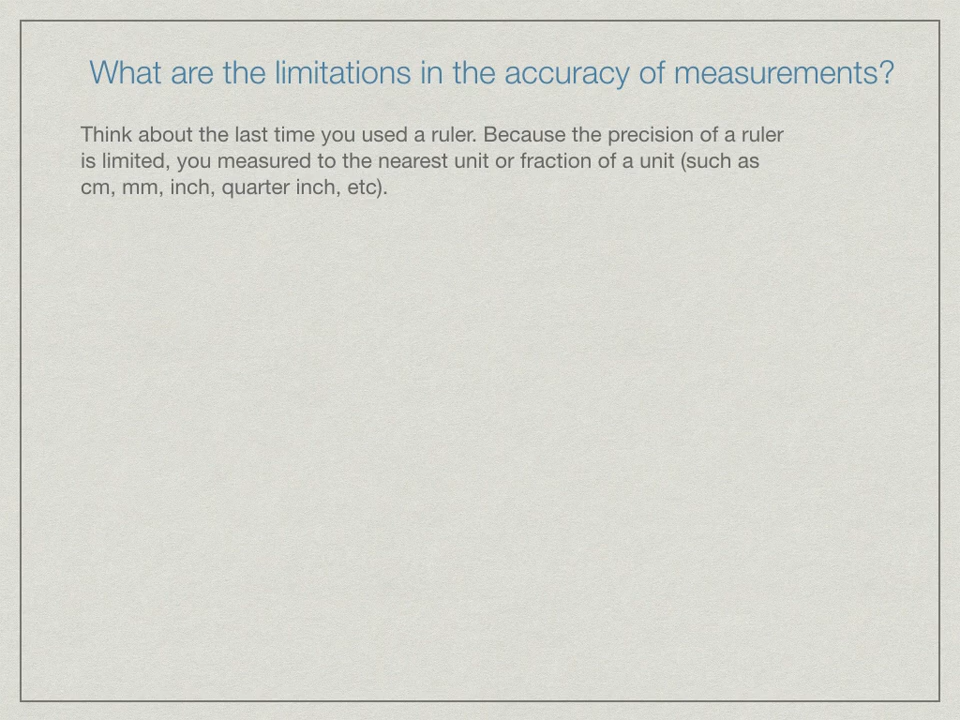 What are the limitations in the accuracy of measurements?
Think about the last time you used a ruler. Because the precision of a ruler
is limited, you measured to the nearest unit or fraction of a unit (such as
cm, mm, inch, quarter inch, etc).